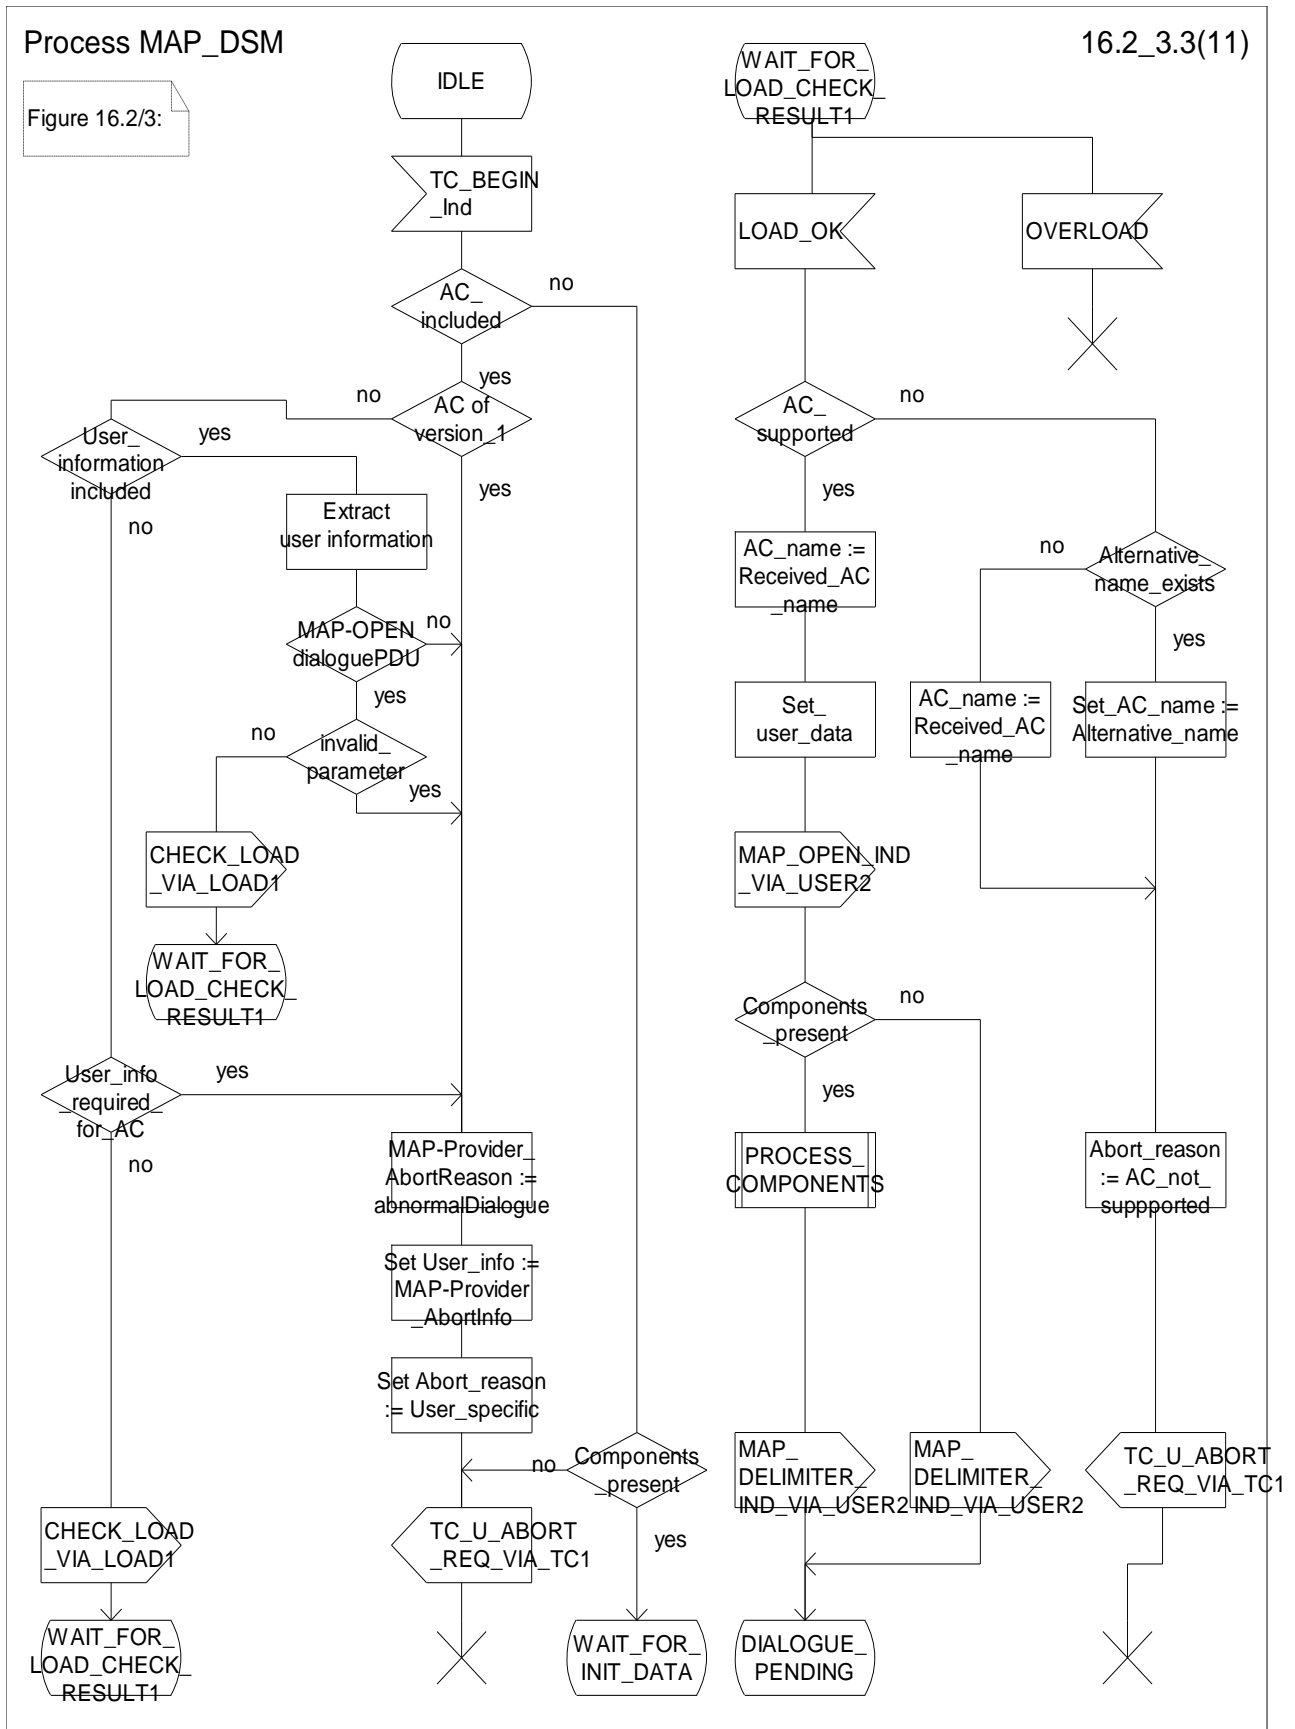 Process MAP_DSM
16.2_3.3(11)
Figure 16.2/3:
IDLE
TC_BEGIN
_Ind
AC_
included
no
yes
AC of
version_1
no
yes
User_
information
included
yes
no
Extract
user information
MAP-OPEN
dialoguePDU
no
yes
invalid_
parameter
no
yes
CHECK_LOAD
_VIA_LOAD1
WAIT_FOR_
LOAD_CHECK_
RESULT1
User_info
_required_
for_AC
yes
no
MAP-Provider_
AbortReason :=
abnormalDialogue
Set User_info :=
MAP-Provider
_AbortInfo
Set Abort_reason
:= User_specific
Components
_present
no
yes
CHECK_LOAD
_VIA_LOAD1
TC_U_ABORT
_REQ_VIA_TC1
WAIT_FOR_
LOAD_CHECK_
RESULT1
WAIT_FOR_
INIT_DATA
WAIT_FOR_
LOAD_CHECK_
RESULT1
LOAD_OK
OVERLOAD
AC_
supported
no
yes
AC_name :=
Received_AC
_name
Alternative_
name_exists
no
yes
Set_
user_data
AC_name :=
Received_AC
_name
Set_AC_name :=
Alternative_name
MAP_OPEN_IND
_VIA_USER2
Components
_present
no
yes
PROCESS_
COMPONENTS
Abort_reason
:= AC_not_
suppported
MAP_
DELIMITER_
IND_VIA_USER2
MAP_
DELIMITER_
IND_VIA_USER2
TC_U_ABORT
_REQ_VIA_TC1
DIALOGUE_
PENDING